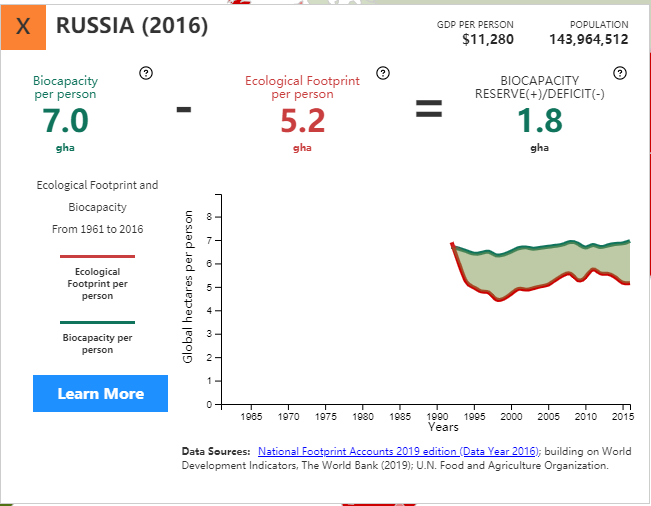 X
RUSSIA (2016)
GDP PER PERSON
$11,280
POPULATION
143,964,512
Biocapacity
per person
?
7.0
gha
-
Ecological Footprint
per person
?
5.2
gha
=
BIOCAPACITY
RESERVE(+)/DEFICIT(-)
?
1.8
gha
Ecological Footprint and
Biocapacity
From 1961 to 2016
Ecological
Footprint per
person
Biocapacity per
person
Learn More
Global hectares per person
8
7
6
5
4
3
2
1
0
1965 1970 1975 1980 1985 1990 1995 2000 2005 2010 2015
Years
Data Sources: National Footprint Accounts 2019 edition (Data Year 2016); building on World
Development Indicators, The World Bank (2019); U.N. Food and Agriculture Organization.